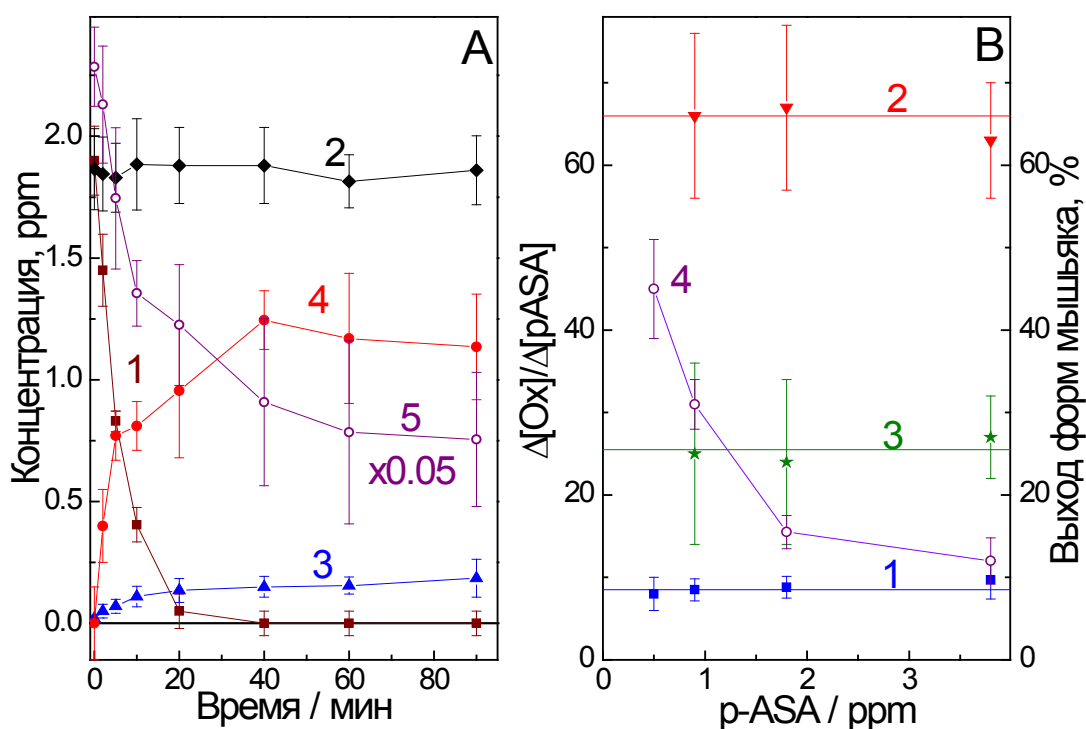 A
Концентрация, ppm
2.0
1.5
1.0
0.5
0.0
2
1
4
5
x0.05
3
0 20 40 60 80
Время / мин
B
Δ[Ox]/Δ[pASA]
60
40
20
0
2
4
3
1
60
40
20
0
Выход форм мышьяка, %
0 1 2 3
p-ASA / ppm